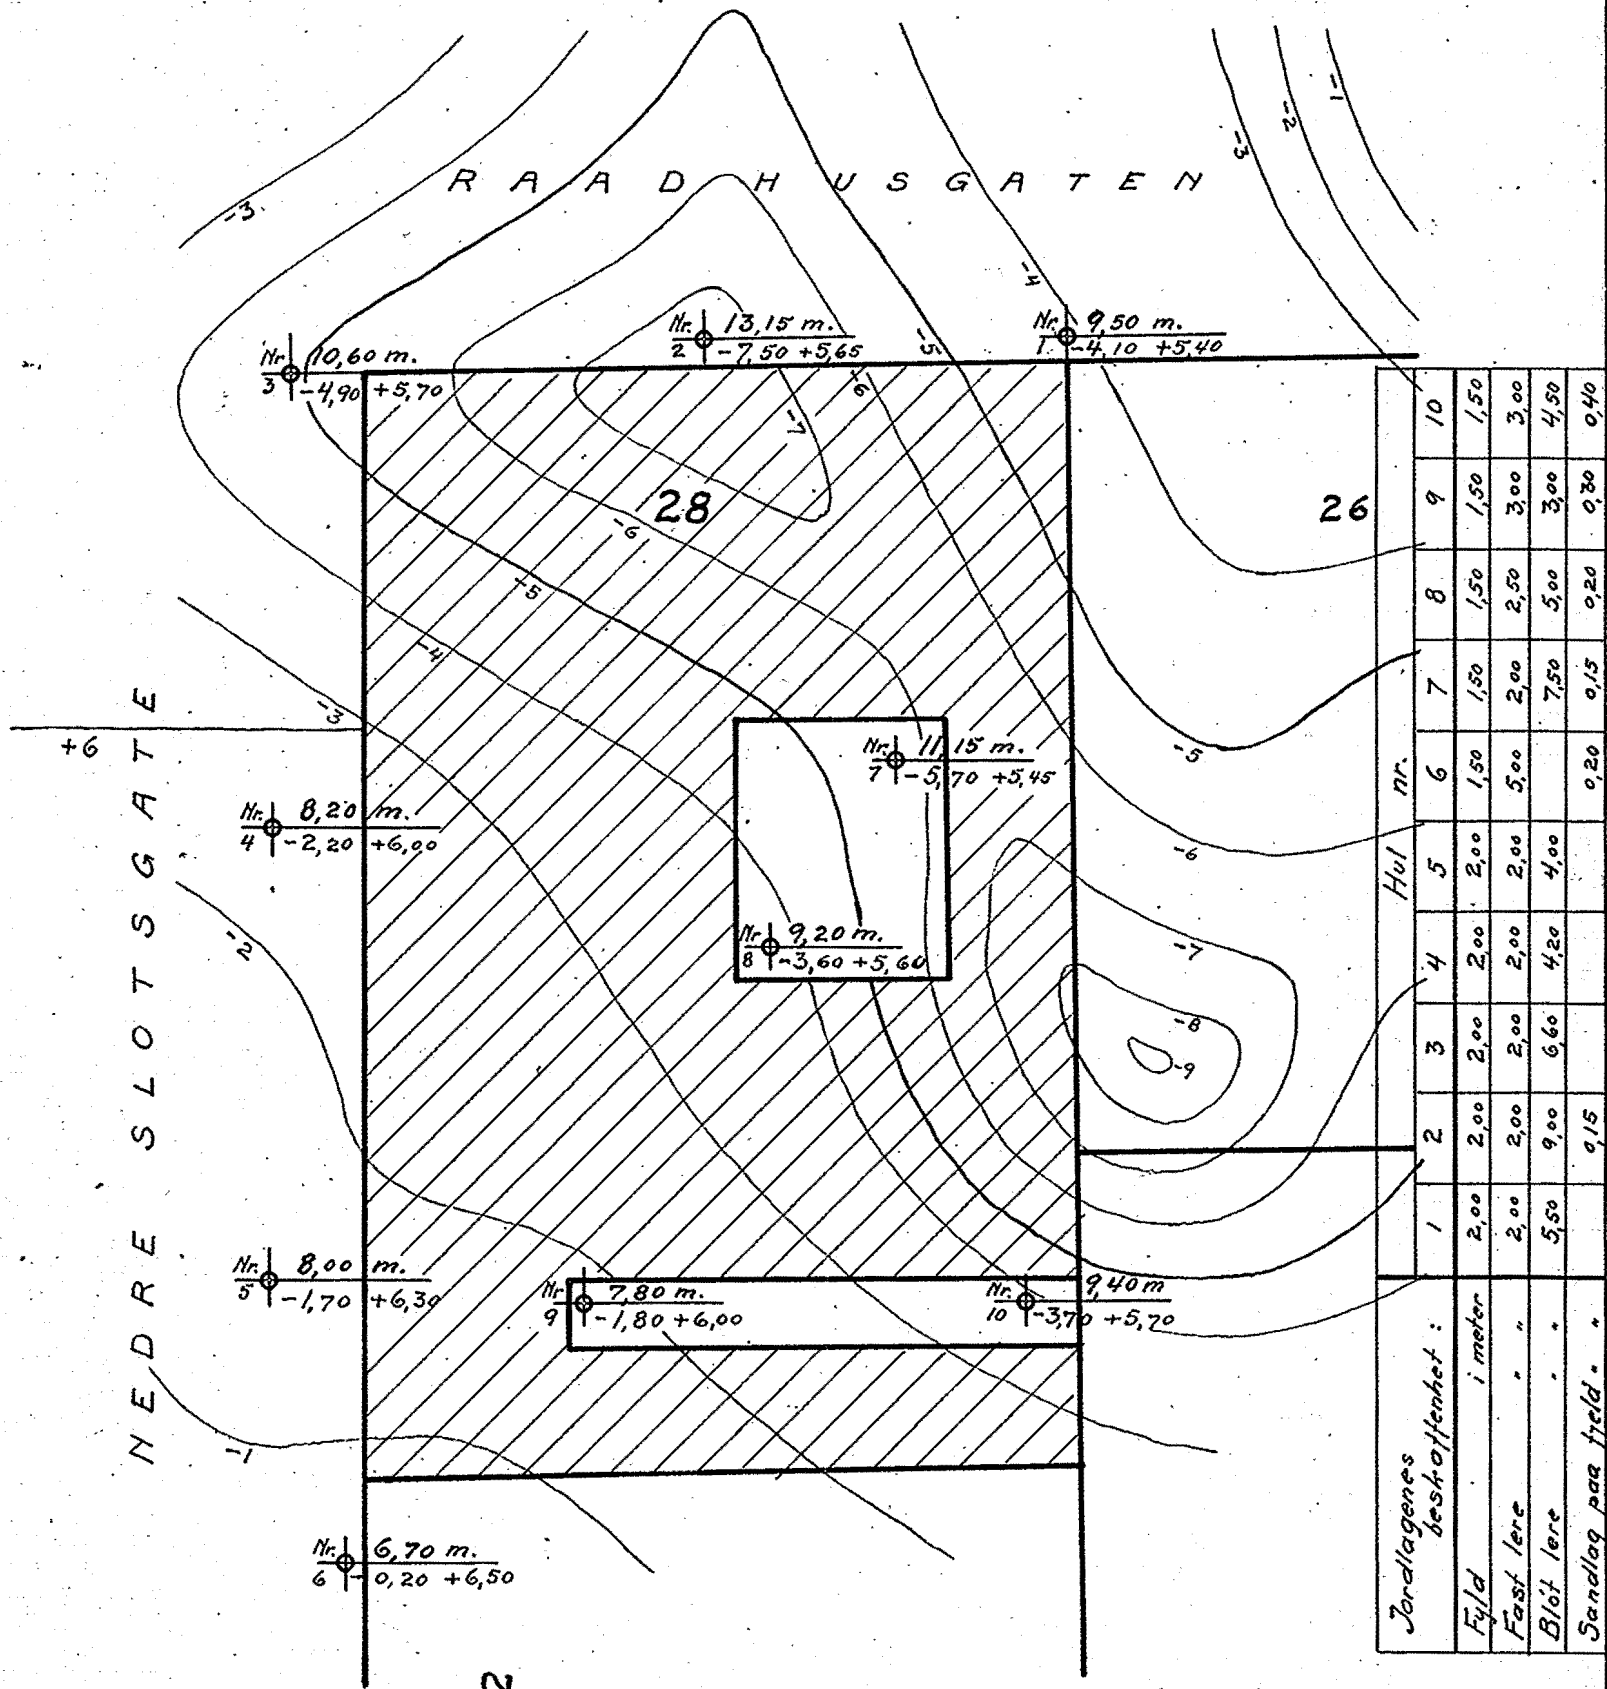 RAADHUSGATEN
NEDRE SLOTSGATE
-3
-4
-3
-2
-1
Nr. 1 9,50 m.
-4,10 +5,40
Nr. 2 13,15 m.
-7,50 +5,65
Nr. 3 10,60 m.
-4,90 +5,70
-5
-6
-7
28
26
-6
-5
-4
-3
+6
Nr. 7 11,15 m.
-5,70 +5,45
-5
-6
Nr. 4 8,20 m.
-2,20 +6,00
-2
Nr. 8 9,20 m.
-3,60 +5,60
-7
-8
-9
Nr. 5 8,00 m.
-1,70 +6,30
Nr. 9 7,80 m.
-1,80 +6,00
Nr. 10 9,40 m
-3,70 +5,70
-1
Nr. 6 6,70 m.
-0,20 +6,50
2
Jordlagenes beskaffenhet: Hul nr.
1 2 3 4 5 6 7 8 9 10
Fyld i meter 2,00 2,00 2,00 2,00 2,00 1,50 1,50 1,50 1,50 1,50
Fast lere " " 2,00 2,00 2,00 2,00 2,00 5,00 2,00 2,50 3,00 3,00
Blöt lere " " 5,50 9,00 6,60 4,20 4,00 7,50 5,00 3,00 4,50
Sandlag paa fjeld " " 0,15 0,20 0,15 0,20 0,30 0,40